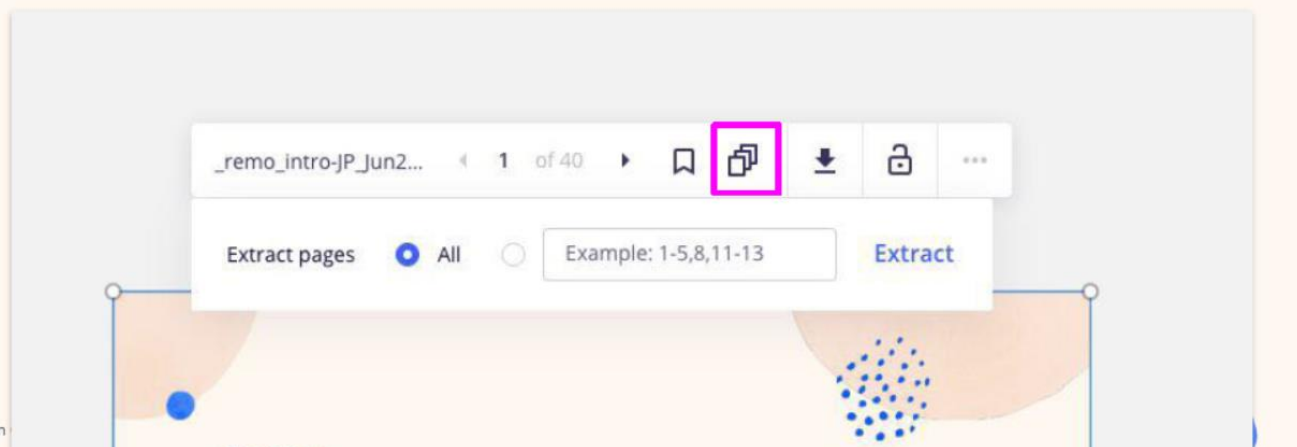 _remo_intro-JP_Jun2... 1 of 40
Extract pages All Example: 1-5,8,11-13 Extract